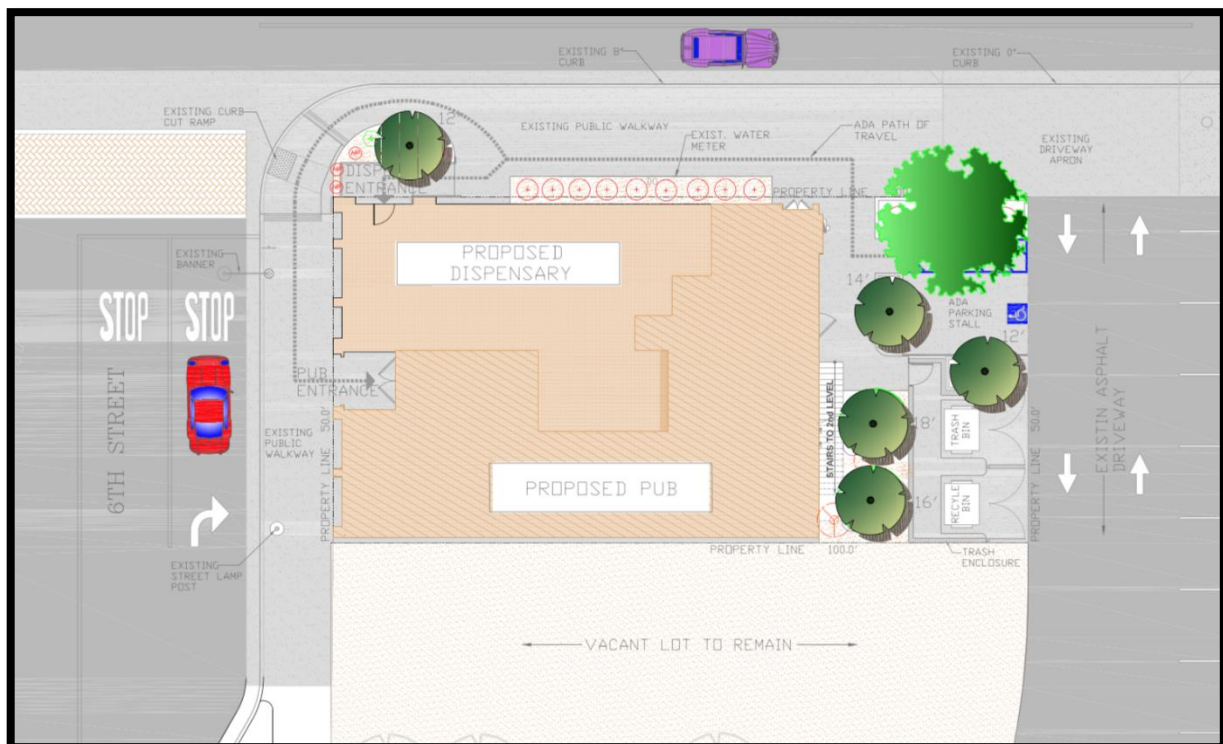 EXISTING 8"
CURB
EXISTING 0"
CURB
EXISTING CURB
CUT RAMP
12'
EXISTING PUBLIC WALKWAY
EXIST. WATER
METER
ADA PATH OF
TRAVEL
EXISTING
DRIVEWAY
APRON
ENTRANCE
PROPERTY LINE
EXISTING
BANNER
PROPOSED
DISPENSARY
14'
STOP
STOP
ADA
PARKING
STALL
12'
6TH STREET
PUB
ENTRANCE
EXISTING
PUBLIC
WALKWAY
PROPERTY LINE 50.0'
STAIRS TO 2nd LEVEL
18'
TRASH
BIN
PROPERTY LINE 50.0'
EXISTIN ASPHALT
DRIVEWAY
PROPOSED PUB
16'
RECYLE
BIN
PROPERTY LINE 100.0'
TRASH
ENCLOSURE
EXISTING
STREET LAMP
POST
VACANT LOT TO REMAIN